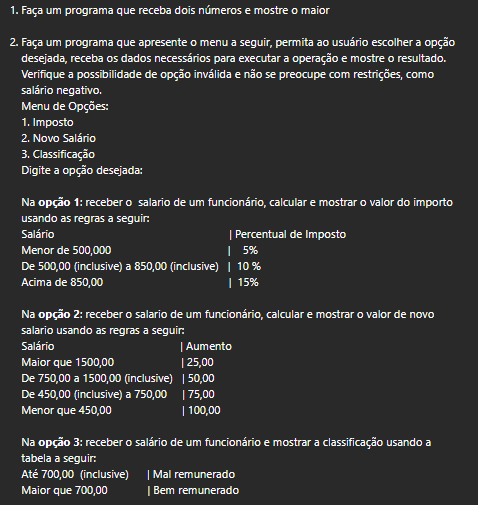 1. Faça um programa que receba dois números e mostre o maior
2. Faça um programa que apresente o menu a seguir, permita ao usuário escolher a opção
desejada, receba os dados necessários para executar a operação e mostre o resultado.
Verifique a possibilidade de opção inválida e não se preocupe com restrições, como
salário negativo.
Menu de Opções:
1. Imposto
2. Novo Salário
3. Classificação
Digite a opção desejada:
Na opção 1: receber o salario de um funcionário, calcular e mostrar o valor do importo
usando as regras a seguir:
Salário | Percentual de Imposto
Menor de 500,000 | 5%
De 500,00 (inclusive) a 850,00 (inclusive) | 10 %
Acima de 850,00 | 15%
Na opção 2: receber o salario de um funcionário, calcular e mostrar o valor de novo
salario usando as regras a seguir:
Salário | Aumento
Maior que 1500,00 | 25,00
De 750,00 a 1500,00 (inclusive) | 50,00
De 450,00 (inclusive) a 750,00 | 75,00
Menor que 450,00 | 100,00
Na opção 3: receber o salário de um funcionário e mostrar a classificação usando a
tabela a seguir:
Até 700,00 (inclusive) | Mal remunerado
Maior que 700,00 | Bem remunerado